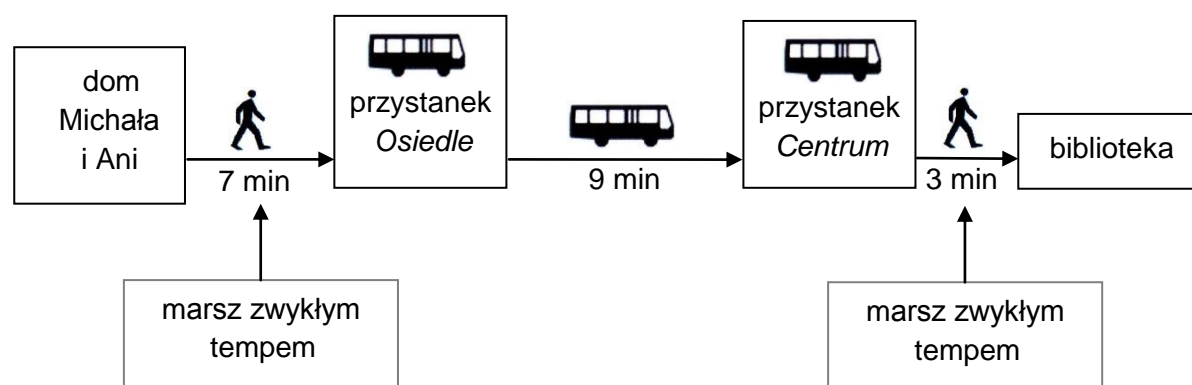 dom
Michała
i Ani
7 min
przystanek
Osiedle
9 min
przystanek
Centrum
3 min
biblioteka
marsz zwykłym
tempem
marsz zwykłym
tempem